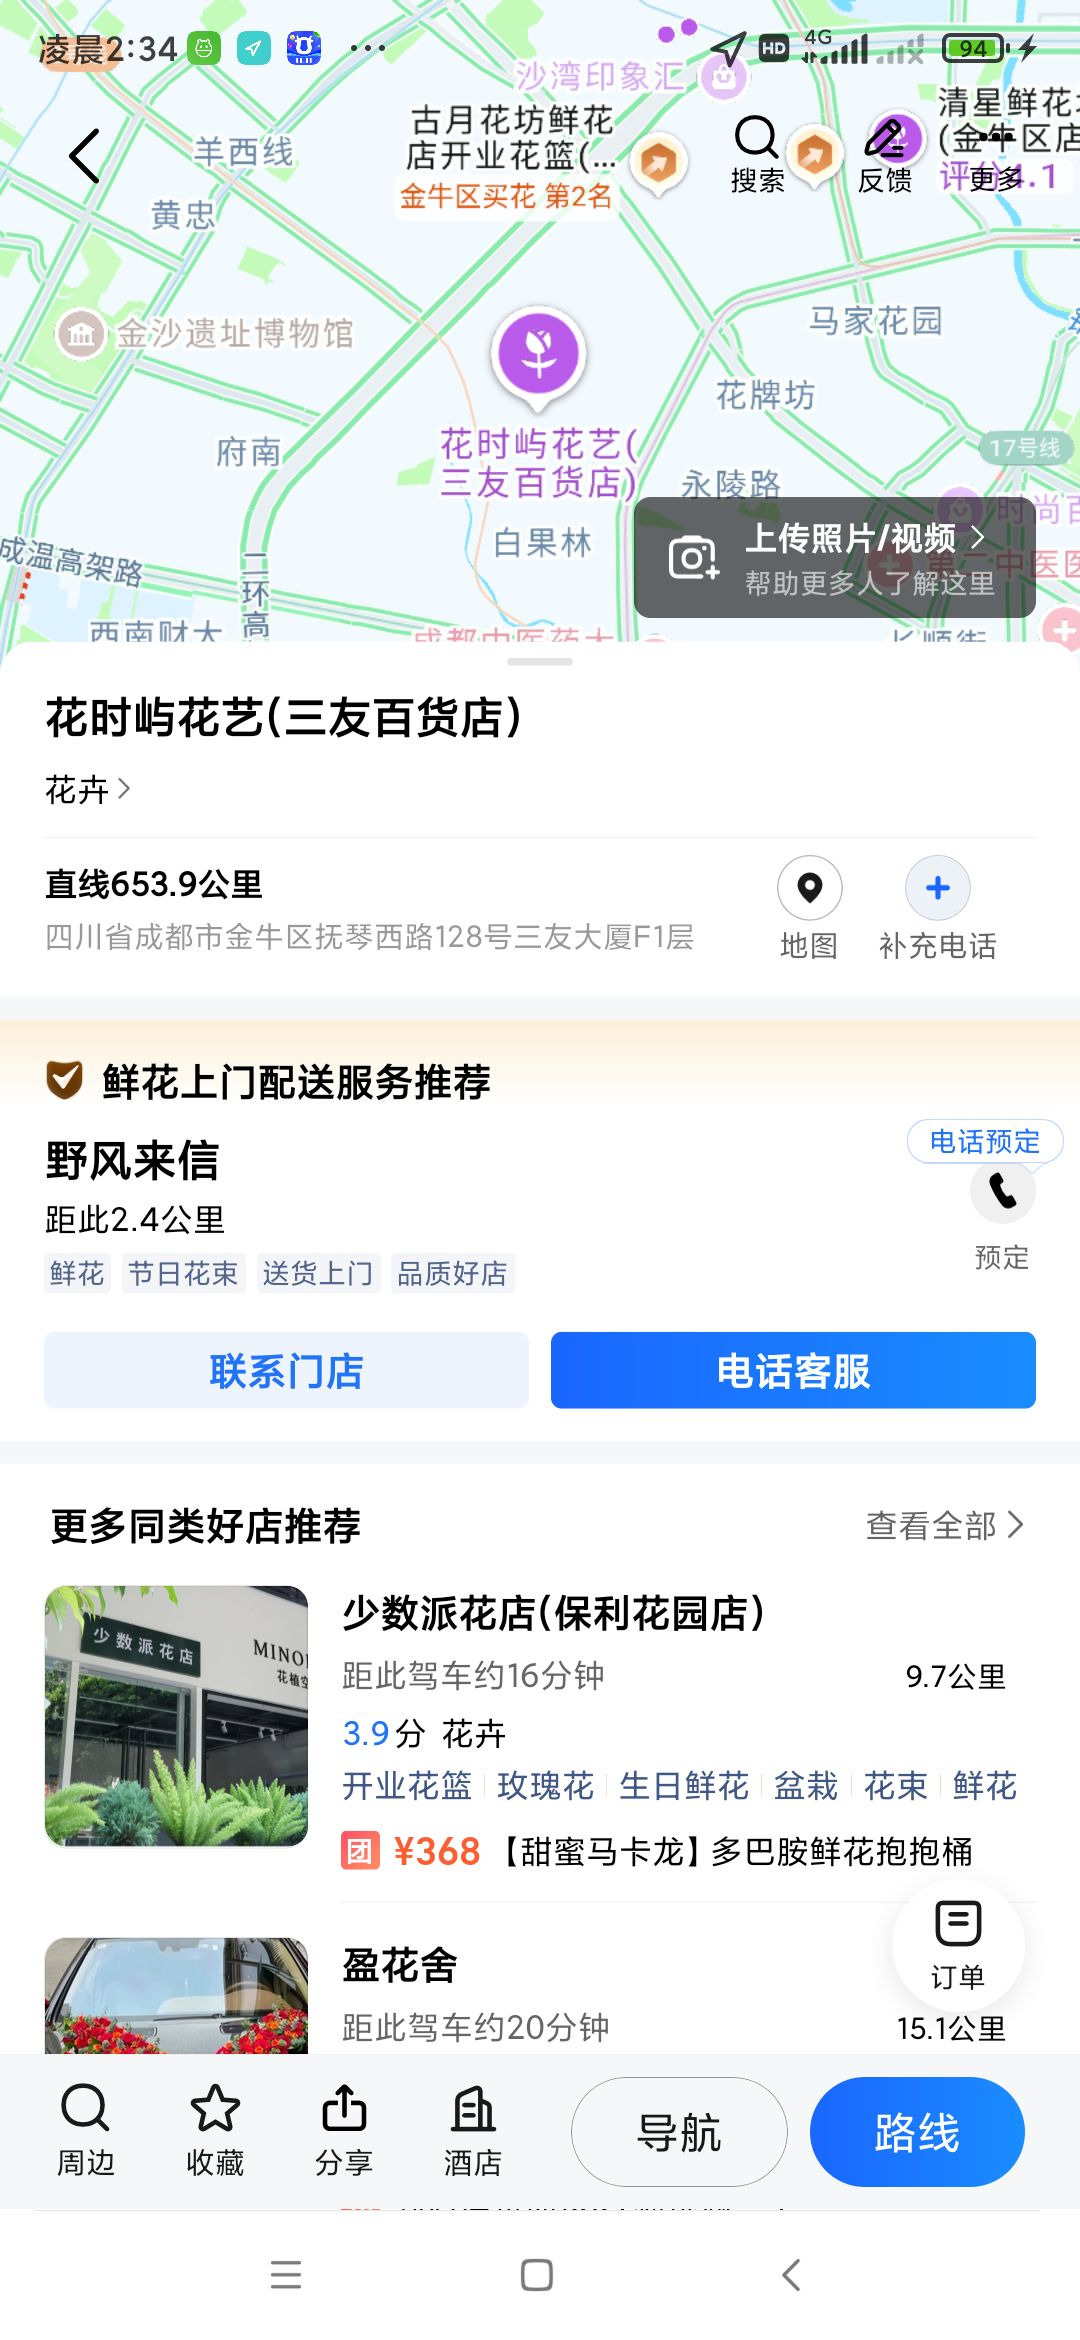 凌晨2:34
HD 4G 94
沙湾印象汇
羊西线
古月花坊鲜花
店开业花篮(...
金牛区买花 第2名
搜索
反馈
更多
清星鲜花
(金牛区店
评分4.1
黄忠
金沙遗址博物馆
马家花园
花牌坊
府南
花时屿花艺(
三友百货店)
17号线
永陵路
白果林
成温高架路
二环高
西南财大
成都中医药大
长顺街
上传照片/视频
帮助更多人了解这里
花时屿花艺(三友百货店)
花卉
直线653.9公里
四川省成都市金牛区抚琴西路128号三友大厦F1层
地图
补充电话
鲜花上门配送服务推荐
野风来信
电话预定
距此2.4公里
预定
鲜花 节日花束 送货上门 品质好店
联系门店
电话客服
更多同类好店推荐
查看全部
少数派花店
MINO
花植空
少数派花店(保利花园店)
距此驾车约16分钟
9.7公里
3.9分 花卉
开业花篮 玫瑰花 生日鲜花 盆栽 花束 鲜花
团 ¥368 【甜蜜马卡龙】多巴胺鲜花抱抱桶
盈花舍
订单
距此驾车约20分钟
15.1公里
周边
收藏
分享
酒店
导航
路线